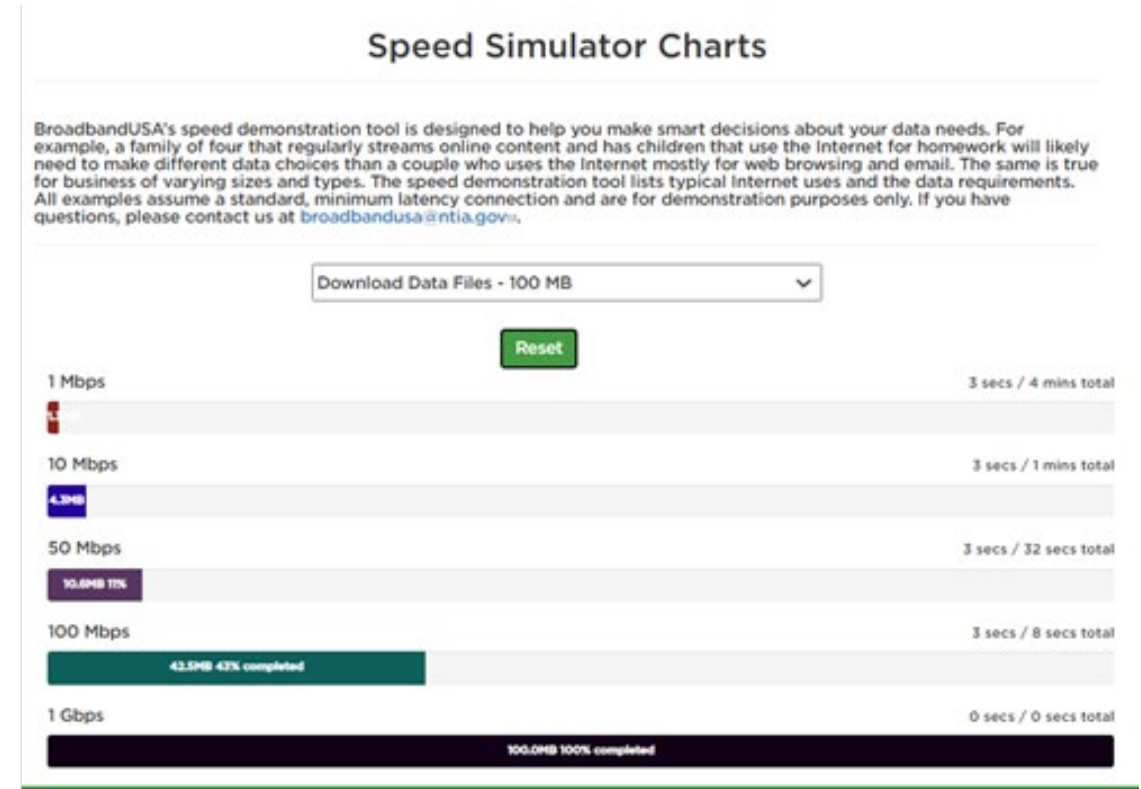 Speed Simulator Charts
BroadbandUSA's speed demonstration tool is designed to help you make smart decisions about your data needs. For
example, a family of four that regularly streams online content and has children that use the Internet for homework will likely
need to make different data choices than a couple who uses the Internet mostly for web browsing and email. The same is true
for business of varying sizes and types. The speed demonstration tool lists typical Internet uses and the data requirements.
All examples assume a standard, minimum latency connection and are for demonstration purposes only. If you have
questions, please contact us at broadbandusa@ntia.gov.
Download Data Files - 100 MB
Reset
1 Mbps 3 secs / 4 mins total
10 Mbps 3 secs / 1 mins total
4.3MB
50 Mbps 3 secs / 32 secs total
10.6MB 11%
100 Mbps 3 secs / 8 secs total
42.5MB 43% completed
1 Gbps 0 secs / 0 secs total
100.0MB 100% completed